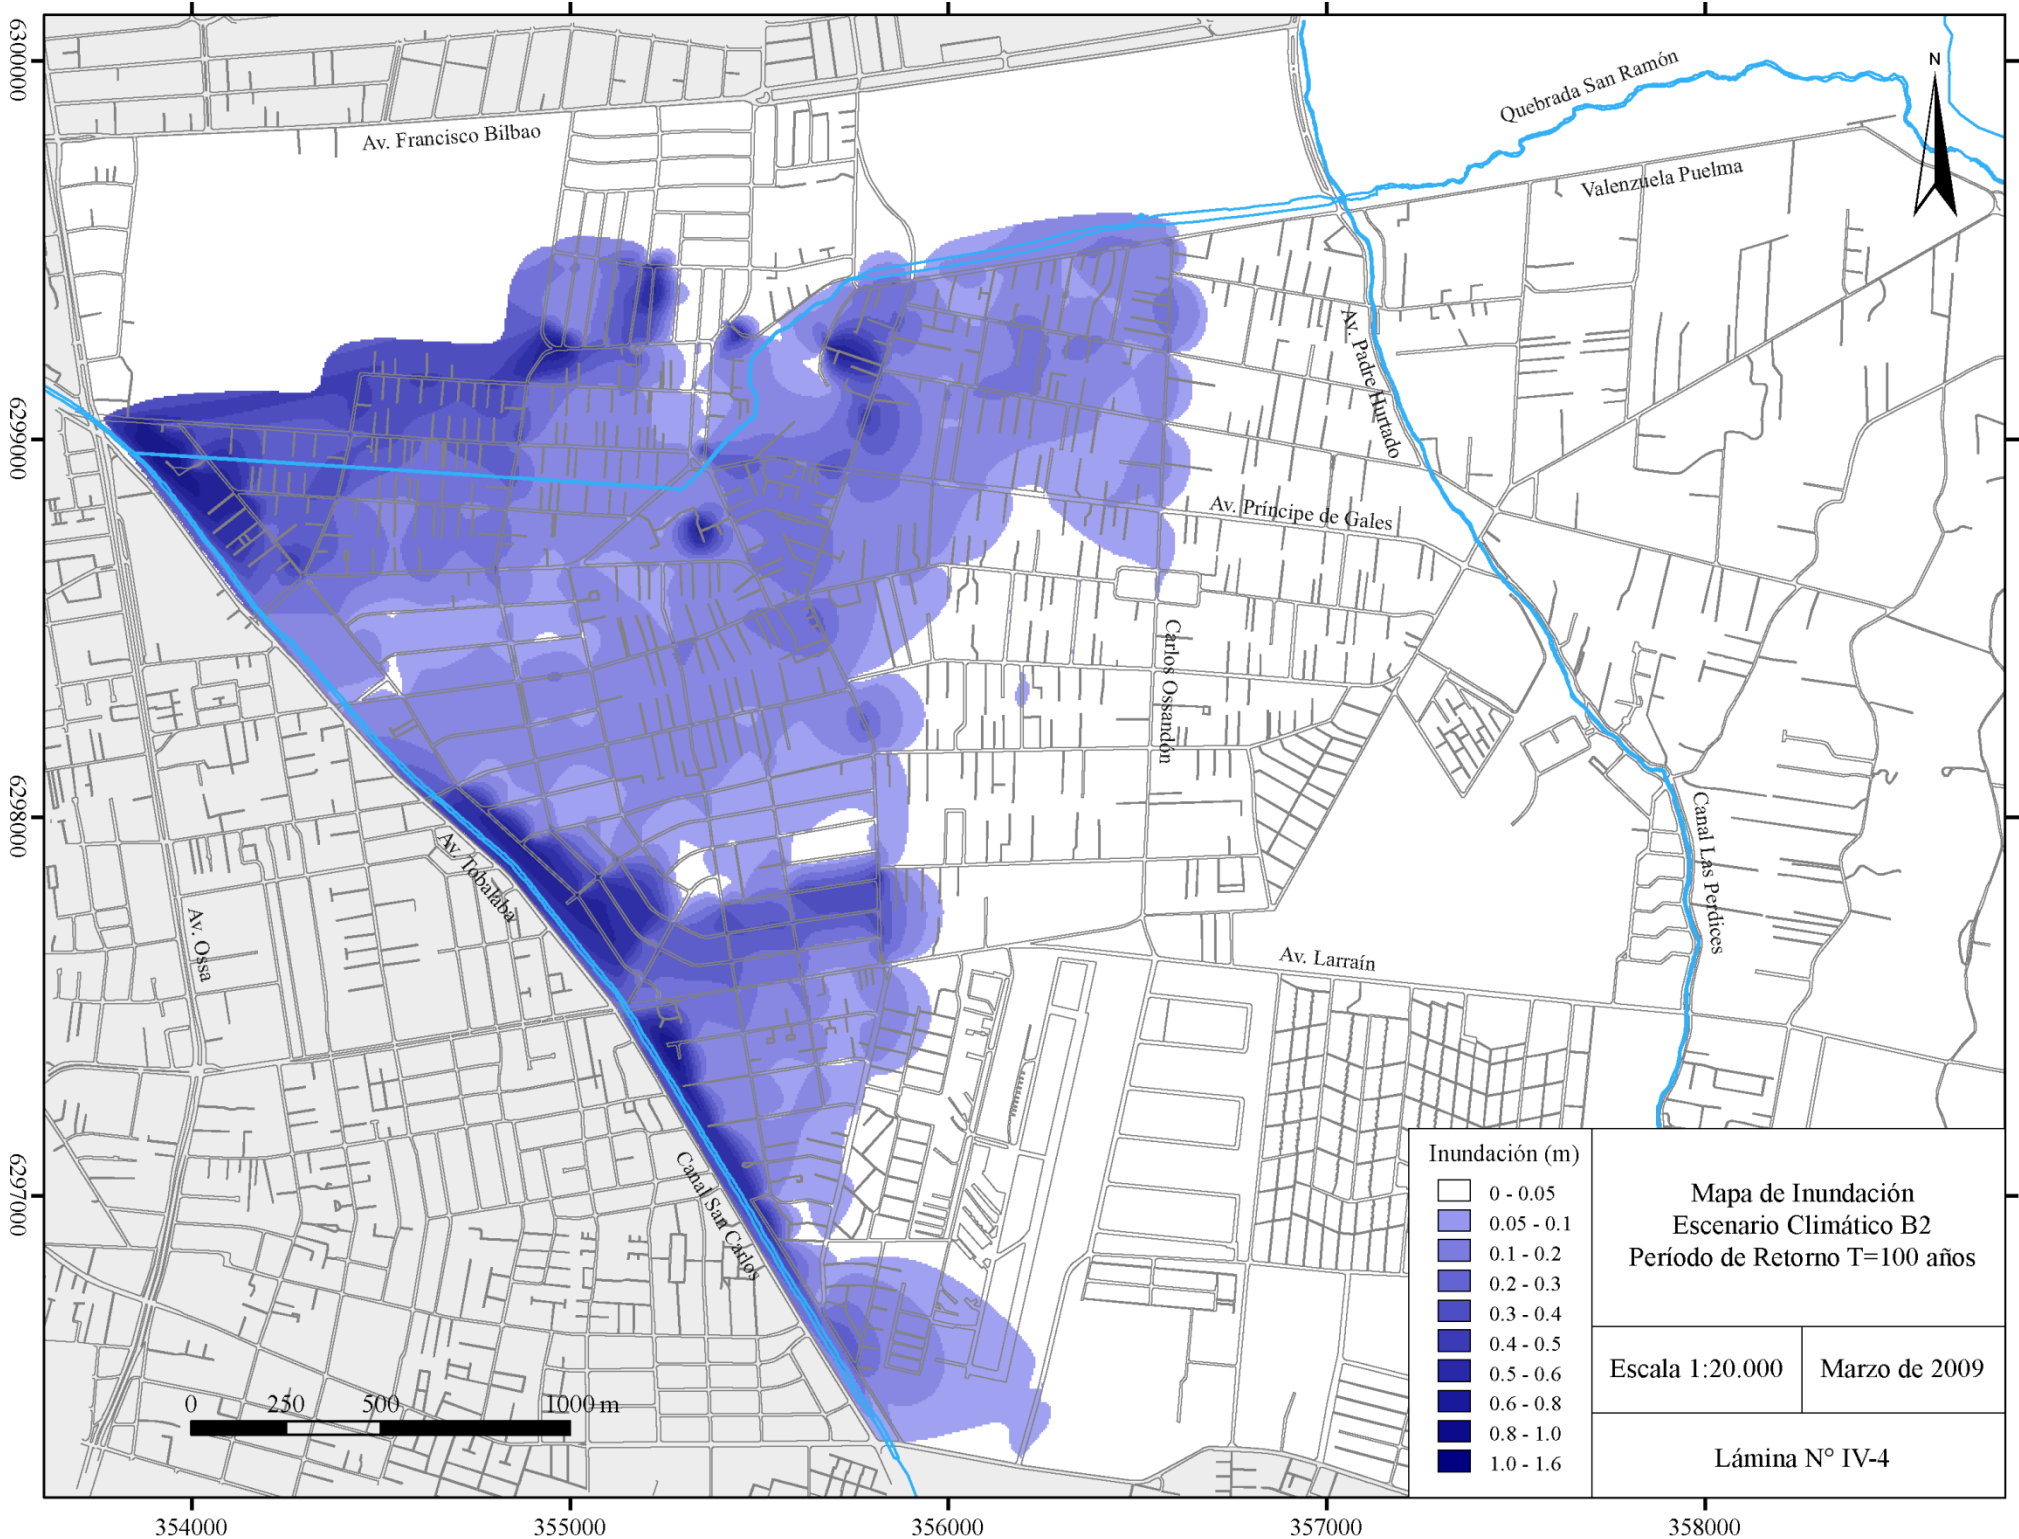 6300000
6299000
6298000
6297000
N
Quebrada San Ramón
Av. Francisco Bilbao
Valenzuela Puelma
Av. Padre Hurtado
Av. Príncipe de Gales
Carlos Ossandón
Canal Las Perdices
Av. Tobalaba
Av. Ossa
Av. Larraín
Canal San Carlos
0 250 500 1000 m
Inundación (m)
0 - 0.05
0.05 - 0.1
0.1 - 0.2
0.2 - 0.3
0.3 - 0.4
0.4 - 0.5
0.5 - 0.6
0.6 - 0.8
0.8 - 1.0
1.0 - 1.6
Mapa de Inundación
Escenario Climático B2
Período de Retorno T=100 años
Escala 1:20.000
Marzo de 2009
Lámina N° IV-4
354000 355000 356000 357000 358000